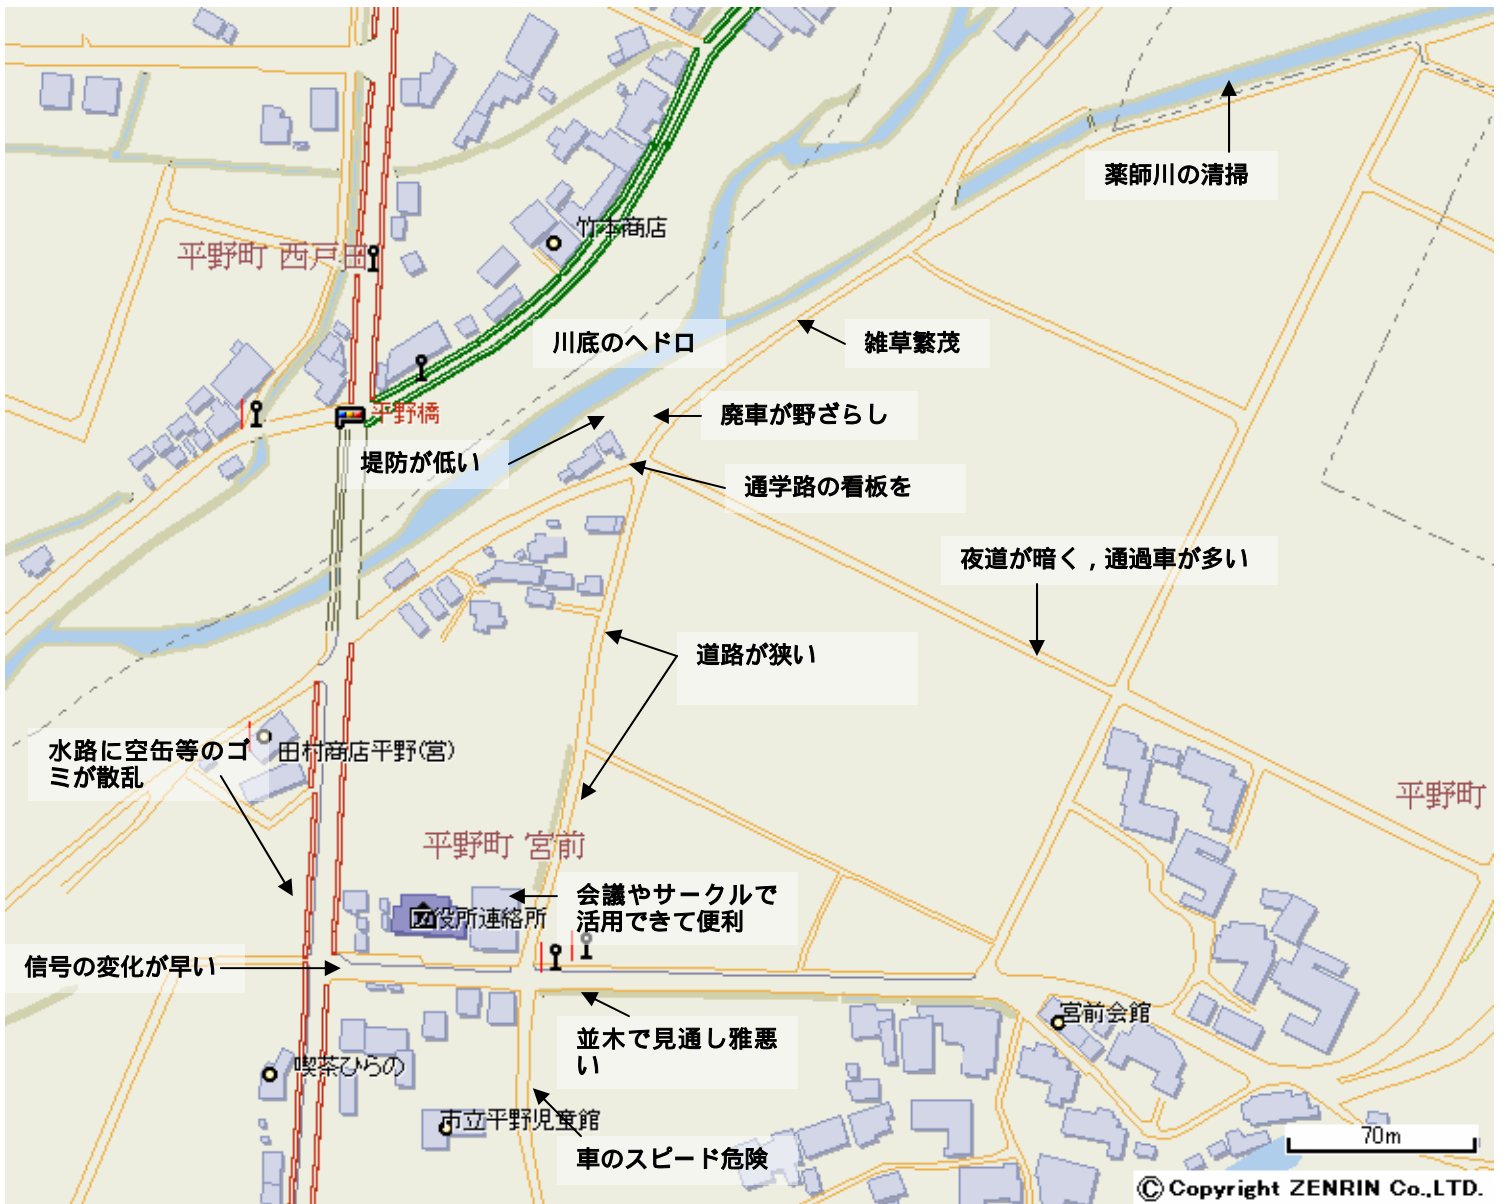 薬師川の清掃
竹本商店
平野町 西戸田
川底のヘドロ
雑草繁茂
平野橋
廃車が野ざらし
堤防が低い
通学路の看板を
夜道が暗く，通過車が多い
道路が狭い
水路に空缶等のゴ
ミが散乱
田村商店平野(営)
平野町
平野町 宮前
会議やサークルで
活用できて便利
役所連絡所
信号の変化が早い
宮前会館
並木で見通し雅悪
い
喫茶ひらの
市立平野児童館
車のスピード危険
70m
© Copyright ZENRIN Co.,LTD.